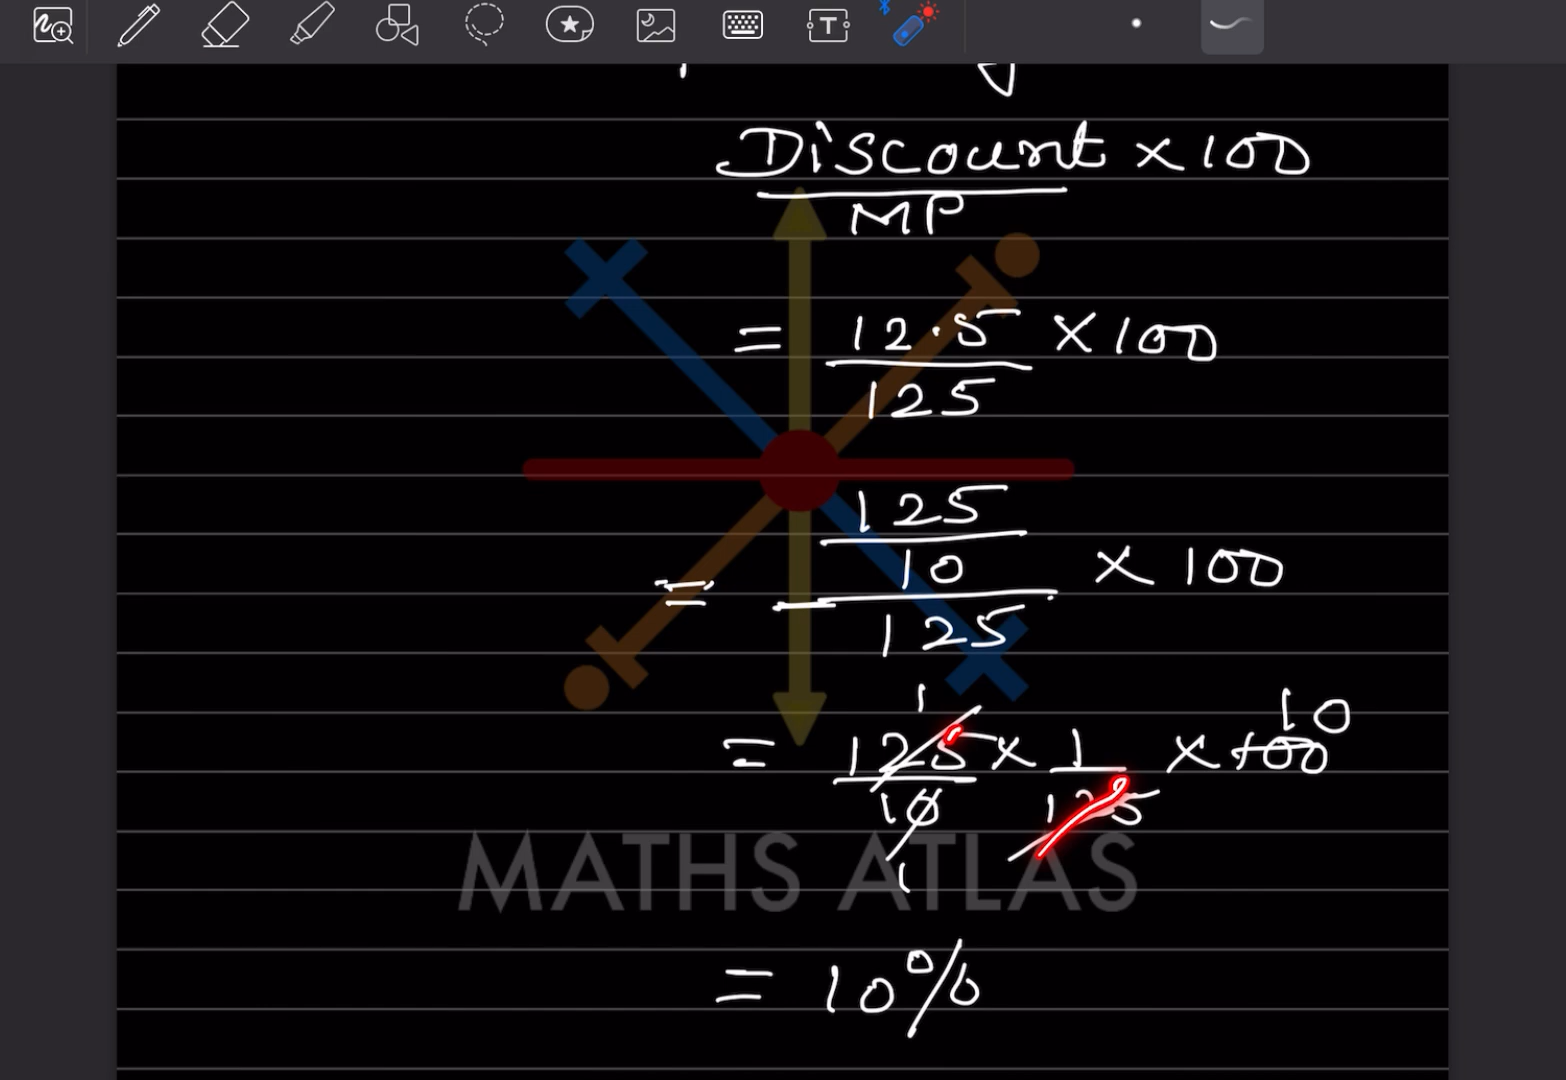 Discount × 100
MP
= 12.5 × 100
125
125
10
= × 100
125
1 10
= 125 × 1 × 100
10 125
1
MATHS ATLAS
= 10%